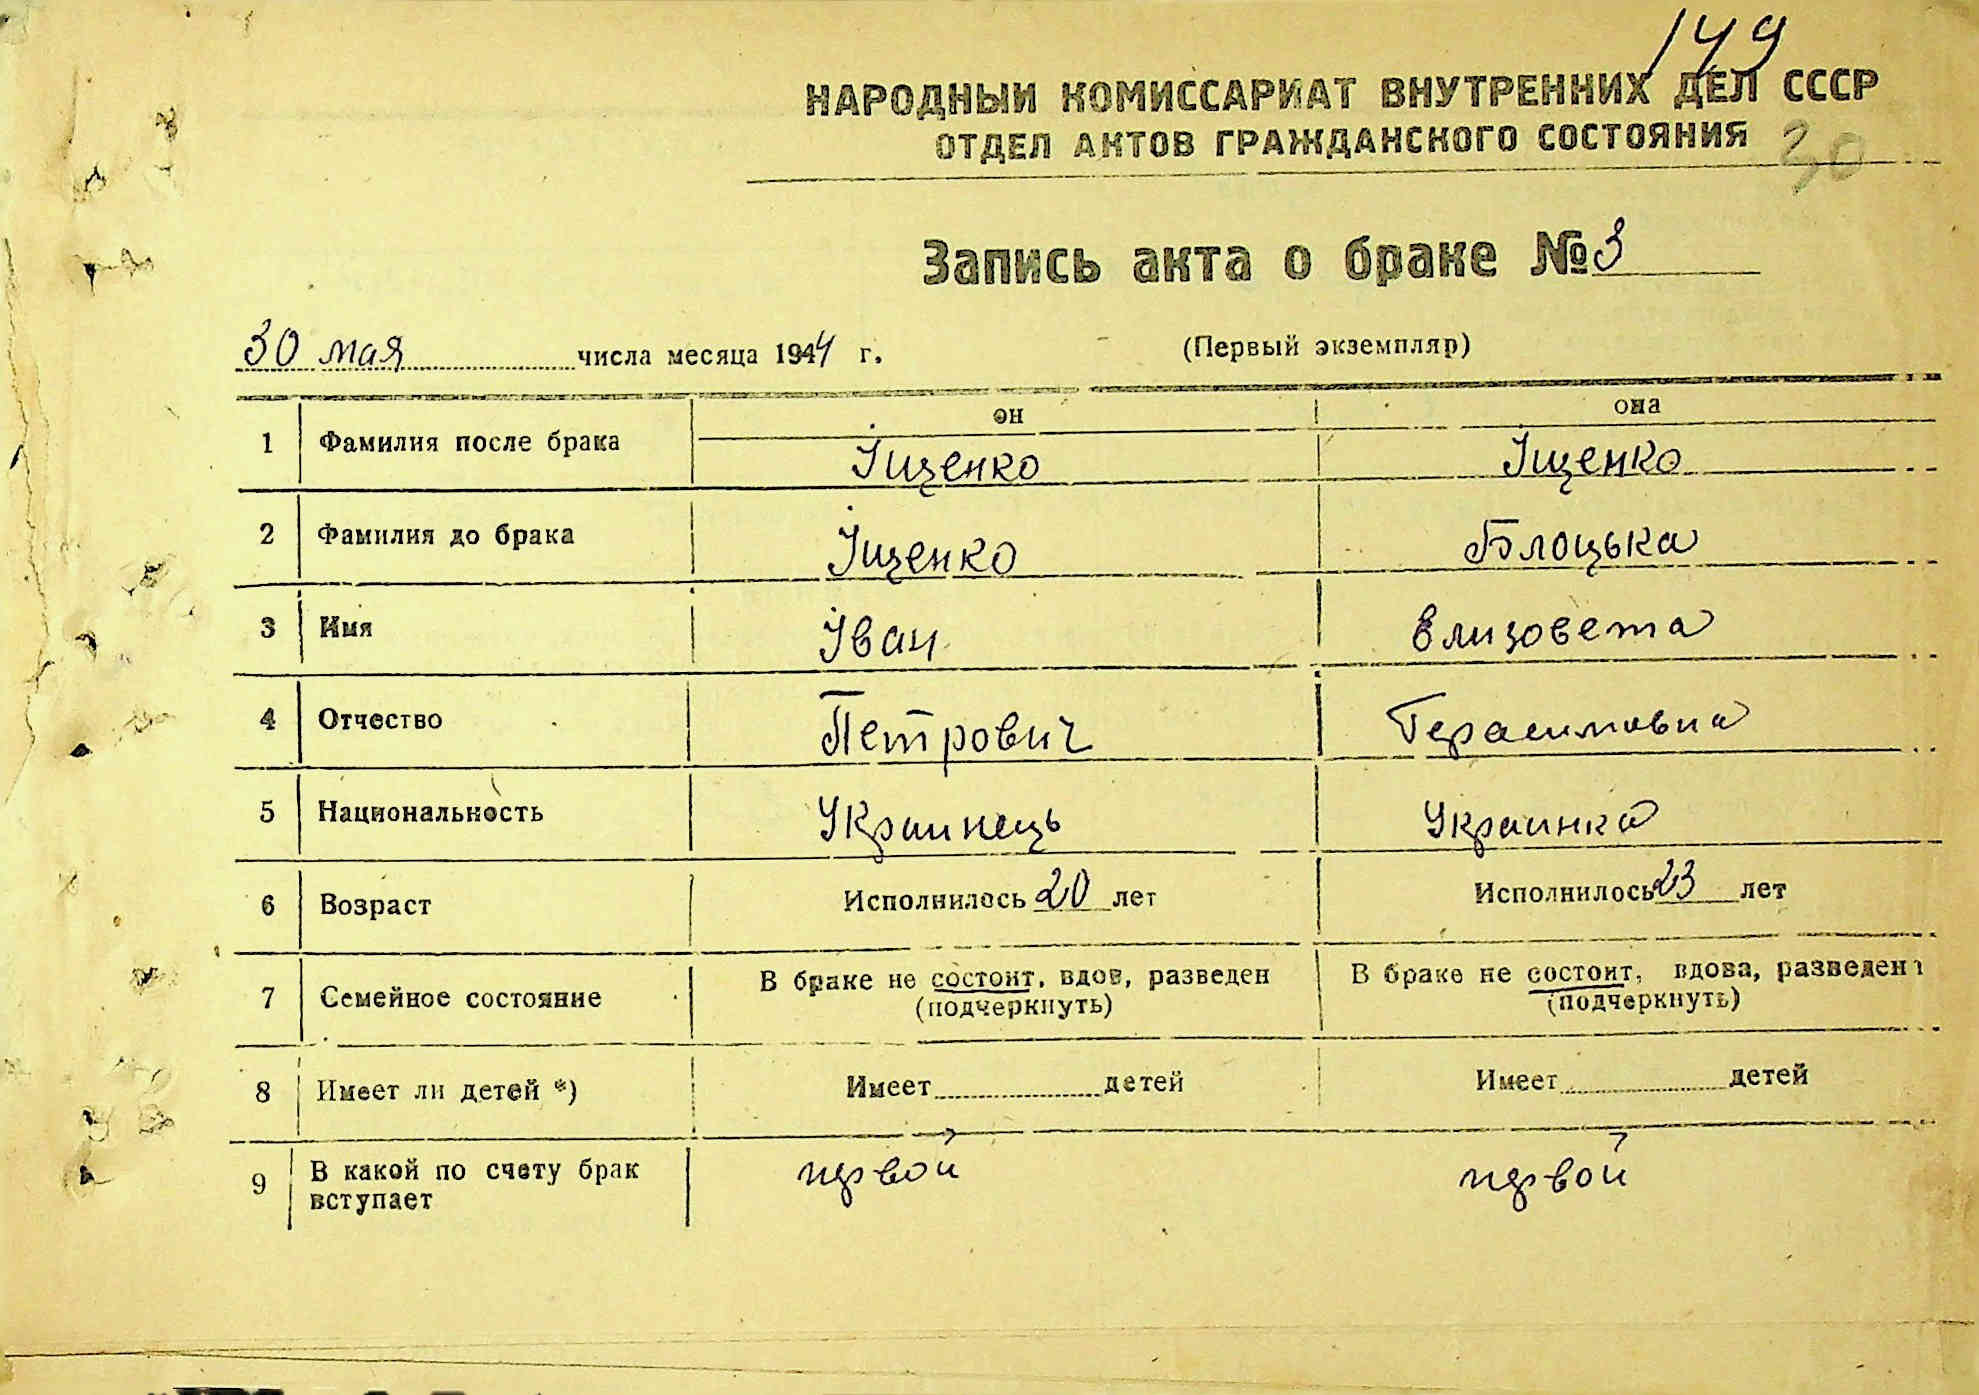 149
НАРОДНЫЙ КОМИССАРИАТ ВНУТРЕННИХ ДЕЛ СССР
ОТДЕЛ АКТОВ ГРАЖДАНСКОГО СОСТОЯНИЯ 30
Запись акта о браке № 3
30 мая числа месяца 1944 г. (Первый экземпляр)
он она
1 Фамилия после брака Іщенко Іщенко
2 Фамилия до брака Іщенко Блоцька
3 Имя Іван Елизовета
4 Отчество Петрович Герасимовна
5 Национальность Украинець Украинка
6 Возраст Исполнилось 20 лет Исполнилось 23 лет
7 Семейное состояние В браке не состоит, вдов, разведен В браке не состоит, вдова, разведен
(подчеркнуть) (подчеркнуть)
8 Имеет ли детей *) Имеет детей Имеет детей
9 В какой по счету брак первой первой
вступает